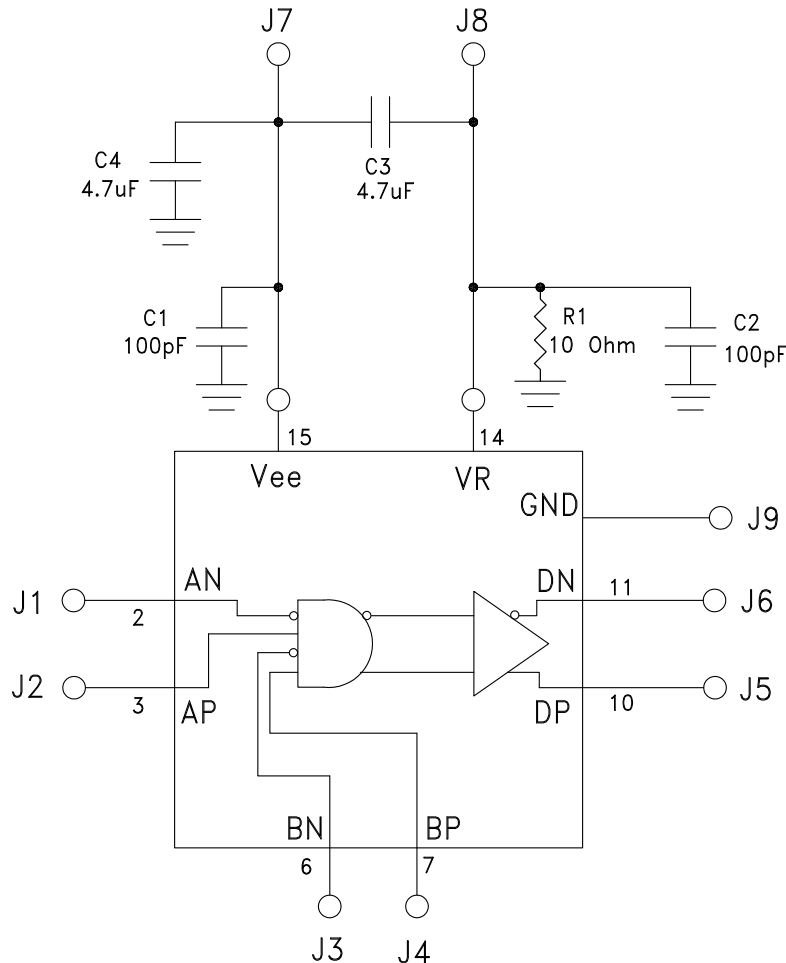 J7
J8
C4
4.7uF
C3
4.7uF
C1
100pF
R1
10 Ohm
C2
100pF
15
14
Vee
VR
GND
J9
AN
DN
J1
2
11
J6
J2
3
AP
DP
10
J5
BN
BP
6
7
J3
J4